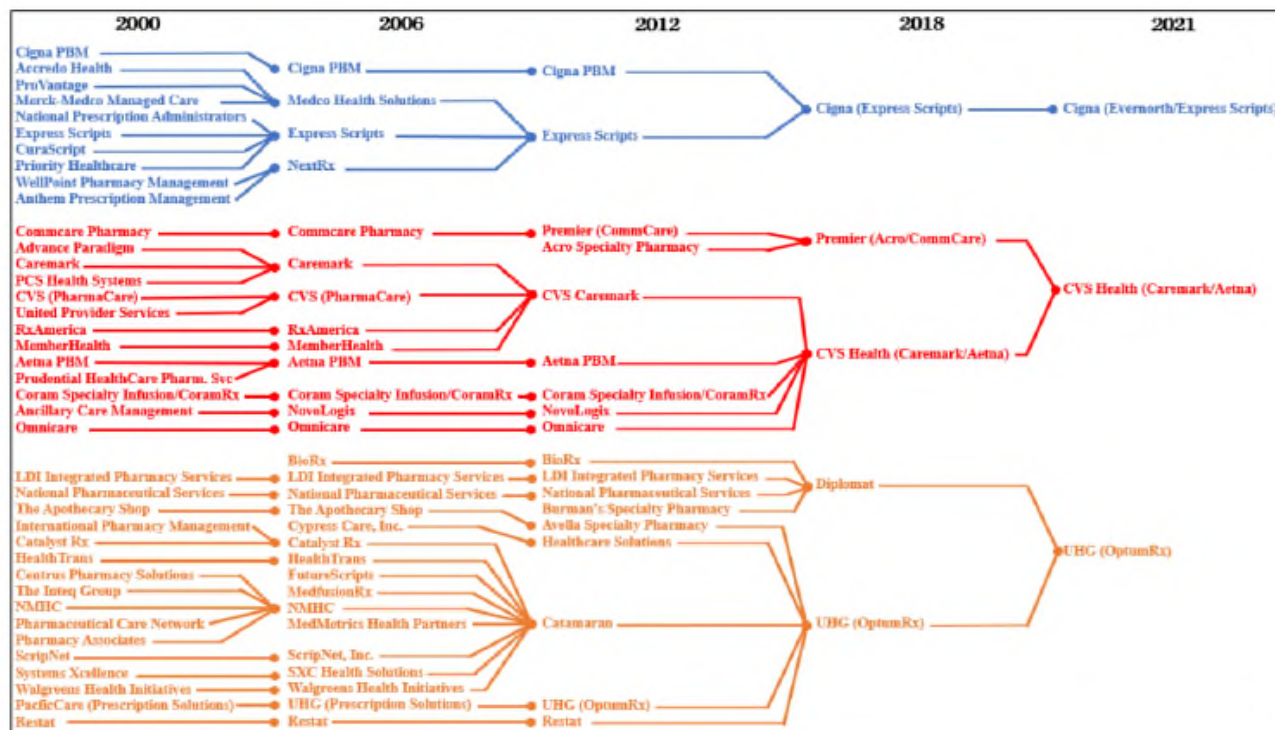 2000 2006 2012 2018 2021
Cigna PBM
Accredo Health Cigna PBM Cigna PBM
ProVantage
Merck-Medco Managed Care Medco Health Solutions
National Prescription Administrators Cigna (Express Scripts) Cigna (Evernorth/Express Scripts)
Express Scripts Express Scripts Express Scripts
CuraScript
Priority Healthcare NextRx
WellPoint Pharmacy Management
Anthem Prescription Management
Commcare Pharmacy Commcare Pharmacy Premier (CommCare)
Advance Paradigm Acro Specialty Pharmacy Premier (Acro/CommCare)
Caremark Caremark
PCS Health Systems
CVS (PharmaCare) CVS (PharmaCare) CVS Caremark CVS Health (Caremark/Aetna)
United Provider Services
RxAmerica RxAmerica
MemberHealth MemberHealth
Aetna PBM Aetna PBM Aetna PBM CVS Health (Caremark/Aetna)
Prudential HealthCare Pharm. Svc
Coram Specialty Infusion/CoramRx Coram Specialty Infusion/CoramRx Coram Specialty Infusion/CoramRx
Ancillary Care Management NovoLogix NovoLogix
Omnicare Omnicare Omnicare
BioRx BioRx
LDI Integrated Pharmacy Services LDI Integrated Pharmacy Services LDI Integrated Pharmacy Services
National Pharmaceutical Services National Pharmaceutical Services National Pharmaceutical Services Diplomat
The Apothecary Shop The Apothecary Shop Burman's Specialty Pharmacy
International Pharmacy Management Cypress Care, Inc. Avella Specialty Pharmacy
Catalyst Rx Catalyst Rx Healthcare Solutions
HealthTrans HealthTrans UHG (OptumRx)
Centrus Pharmacy Solutions FutureScripts
The Inteq Group MedfusionRx
NMHC NMHC
Pharmaceutical Care Network MedMetrics Health Partners Catamaran UHG (OptumRx)
Pharmacy Associates
ScripNet ScripNet, Inc.
Systems Xcellence SXC Health Solutions
Walgreens Health Initiatives Walgreens Health Initiatives
PacficCare (Prescription Solutions) UHG (Prescription Solutions) UHG (OptumRx)
Restat Restat Restat